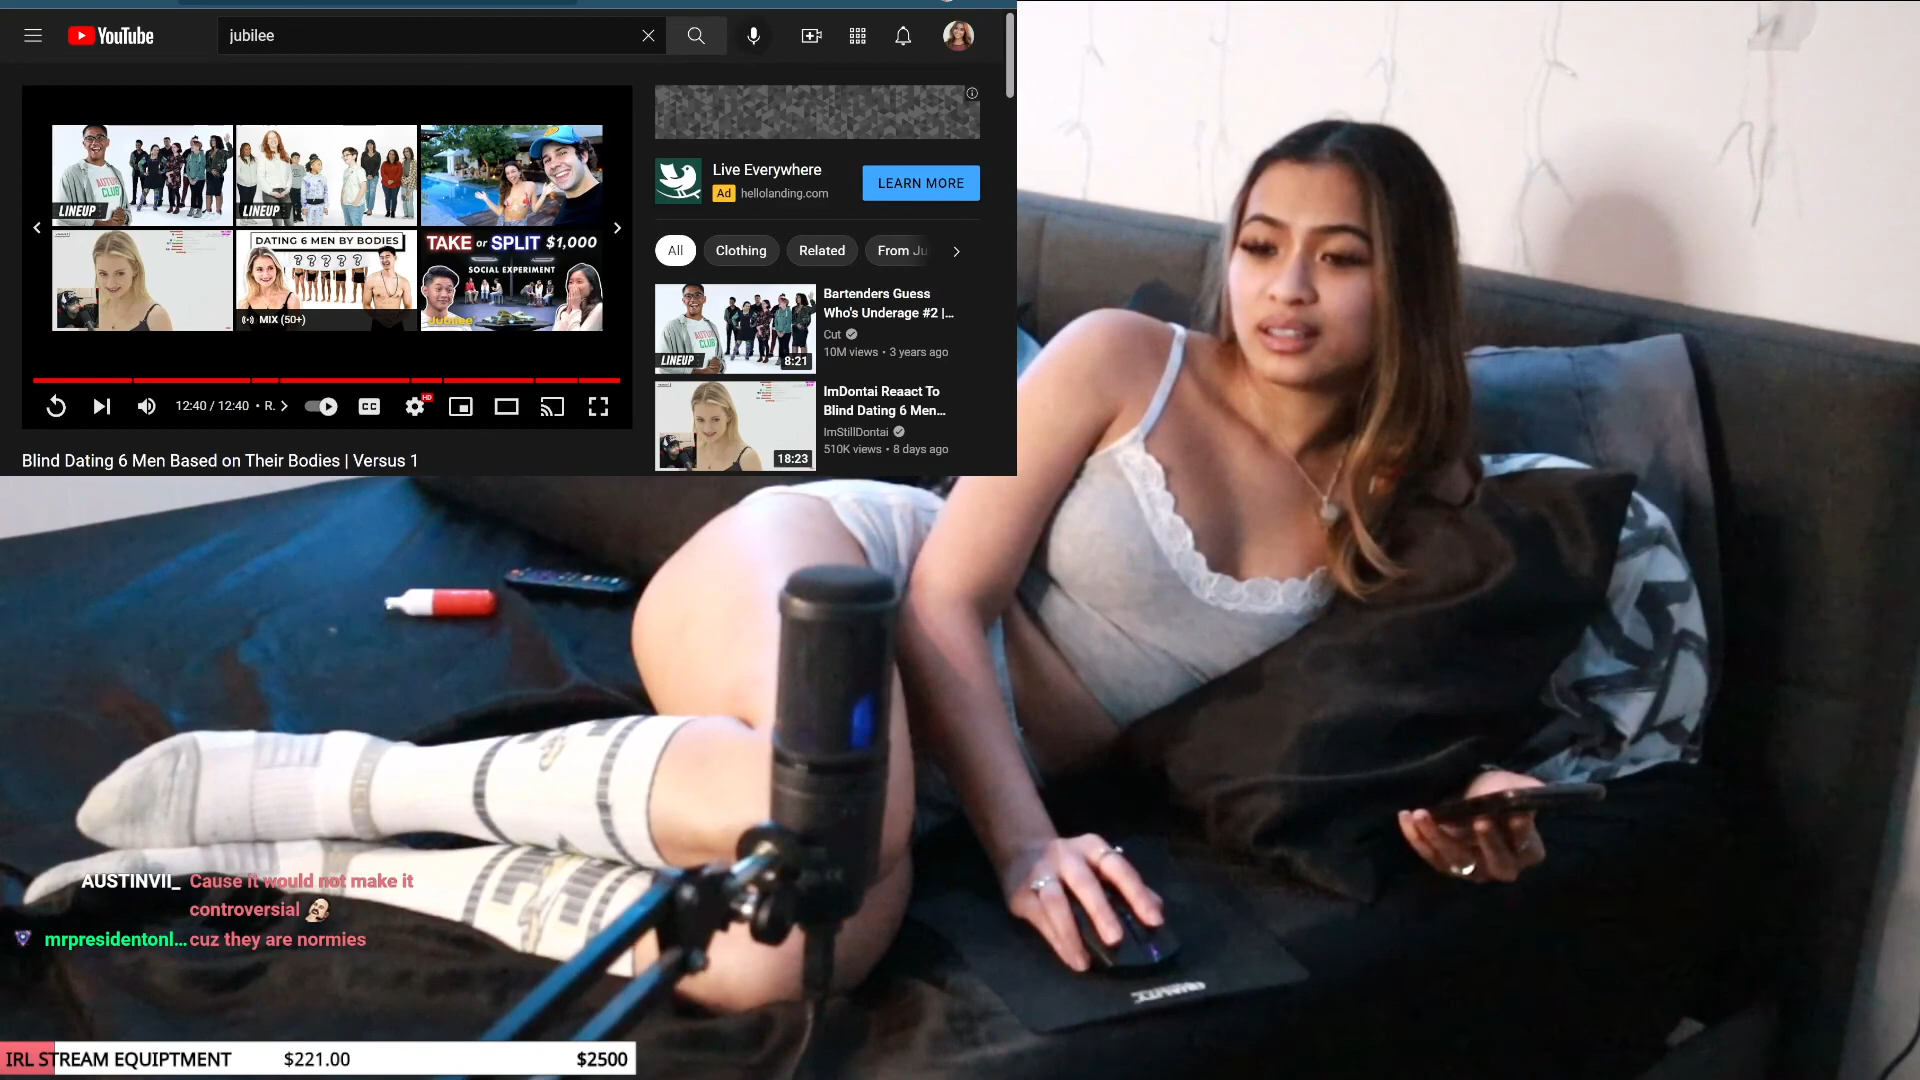 YouTube
jubilee
LINEUP
LINEUP
DATING 6 MEN BY BODIES
? ? ? ? ?
MIX (50+)
TAKE or SPLIT $1,000
SOCIAL EXPERIMENT
Jubilee
12:40 / 12:40 • R. >
CC
HD
Blind Dating 6 Men Based on Their Bodies | Versus 1
Live Everywhere
Ad hellolanding.com
LEARN MORE
All
Clothing
Related
From Ju
LINEUP
8:21
Bartenders Guess
Who's Underage #2 |...
Cut
10M views • 3 years ago
18:23
ImDontai Reaact To
Blind Dating 6 Men...
ImStillDontai
510K views • 8 days ago
AUSTINVII_ Cause it would not make it
controversial
mrpresidentonl... cuz they are normies
IRL STREAM EQUIPTMENT $221.00 $2500